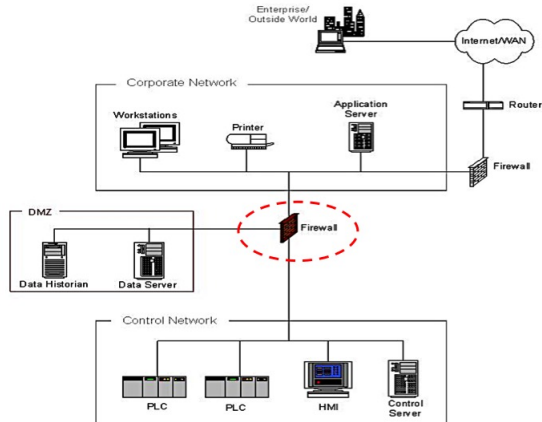 Enterprise/
Outside World
Internet/WAN
Corporate Network
Router
Workstations
Printer
Application
Server
Firewall
DMZ
Firewall
Data Historian
Data Server
Control Network
PLC
PLC
HMI
Control
Server